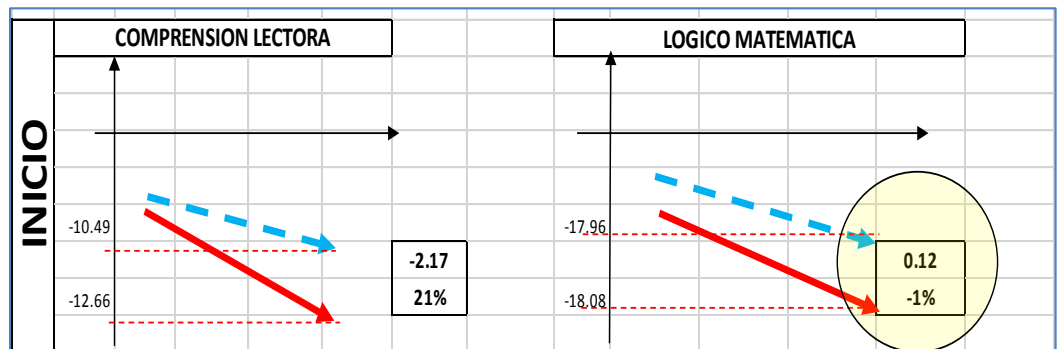 INICIO
COMPRENSION LECTORA
-10.49
-12.66
-2.17
21%
LOGICO MATEMATICA
-17.96
-18.08
0.12
-1%